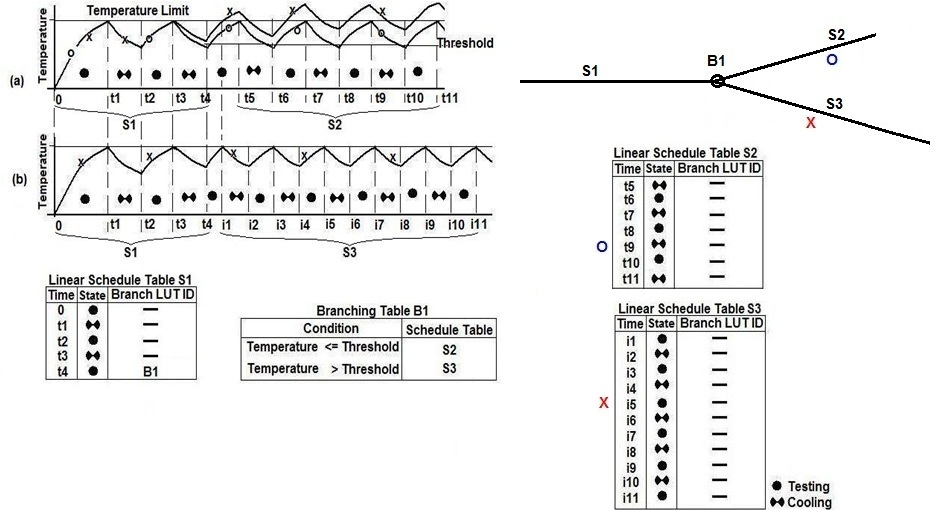 Temperature
Temperature Limit
Threshold
(a)
0 t1 t2 t3 t4 t5 t6 t7 t8 t9 t10 t11
S1 S2
Temperature
(b)
0 t1 t2 t3 t4 i1 i2 i3 i4 i5 i6 i7 i8 i9 i10 i11
S1 S3
S1 B1 S2
O
S3
X
Linear Schedule Table S1
Time State Branch LUT ID
0 —
t1 —
t2 —
t3 —
t4 B1
Branching Table B1
Condition Schedule Table
Temperature <= Threshold S2
Temperature > Threshold S3
Linear Schedule Table S2
Time State Branch LUT ID
t5 —
t6 —
t7 —
t8 —
O t9 —
t10 —
t11 —
Linear Schedule Table S3
Time State Branch LUT ID
i1 —
i2 —
i3 —
i4 —
X i5 —
i6 —
i7 —
i8 —
i9 —
i10 —
i11 —
Testing
Cooling